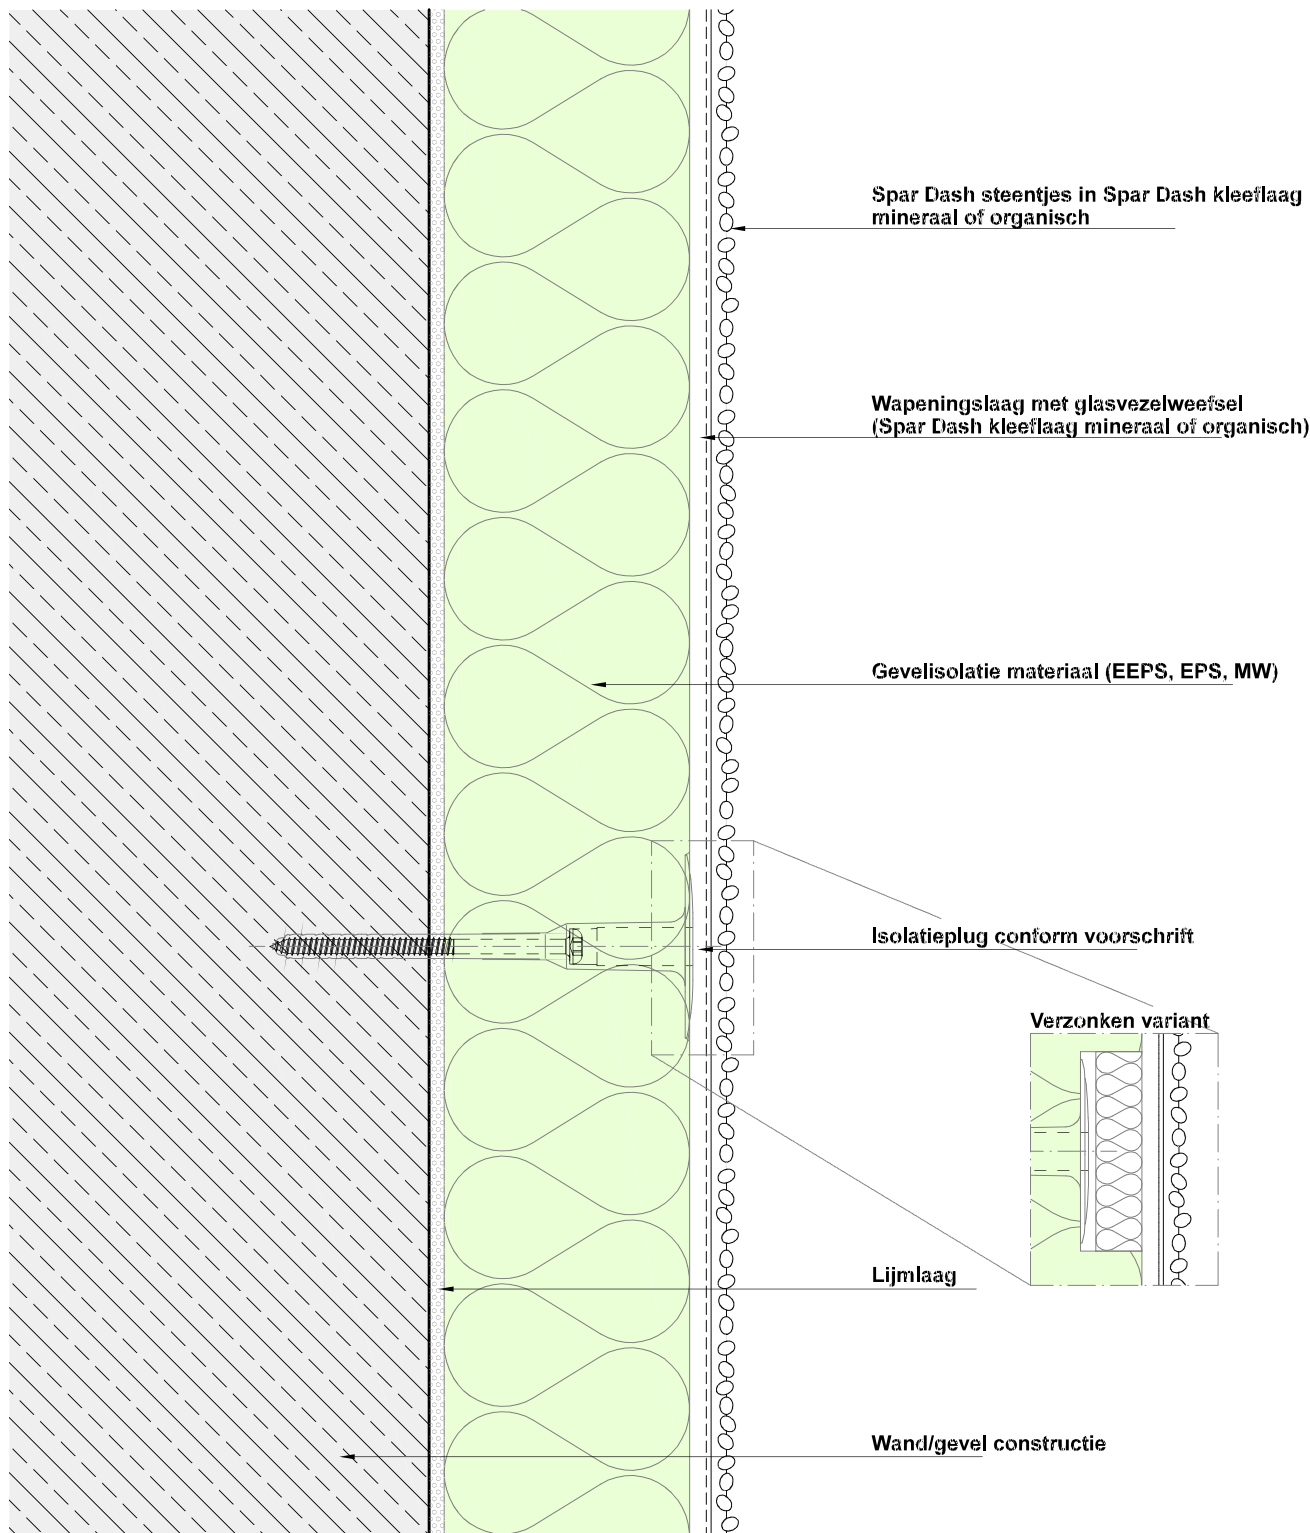 Spar Dash steentjes in Spar Dash kleeflaag
mineraal of organisch
Wapeningslaag met glasvezelweefsel
(Spar Dash kleeflaag mineraal of organisch)
Gevelisolatie materiaal (EEPS, EPS, MW)
Isolatieplug conform voorschrift
Verzonken variant
Lijmlaag
Wand/gevel constructie